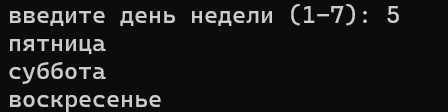 введите день недели (1-7): 5
пятница
суббота
воскресенье